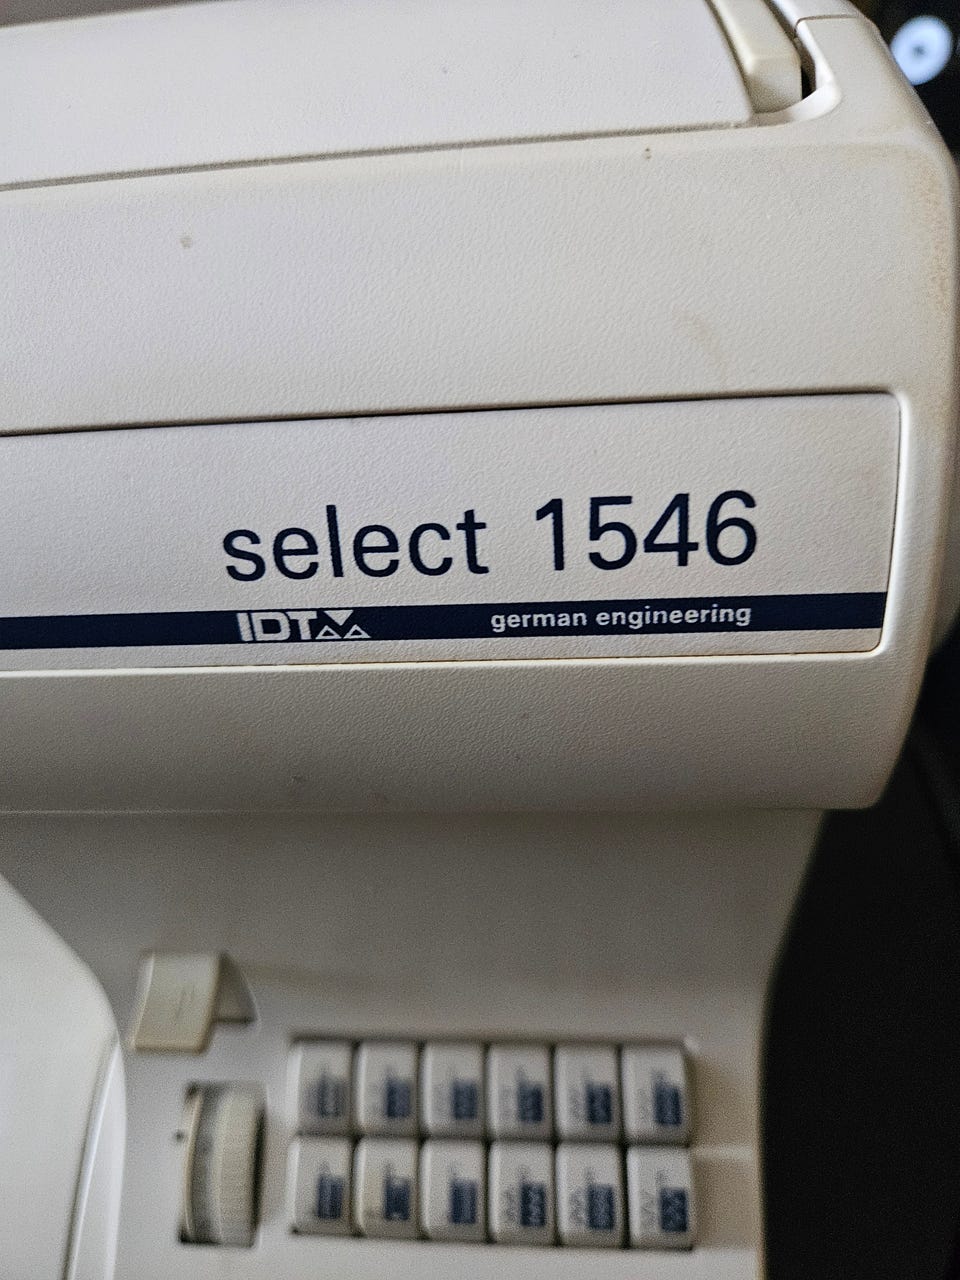 select 1546
IDT german engineering